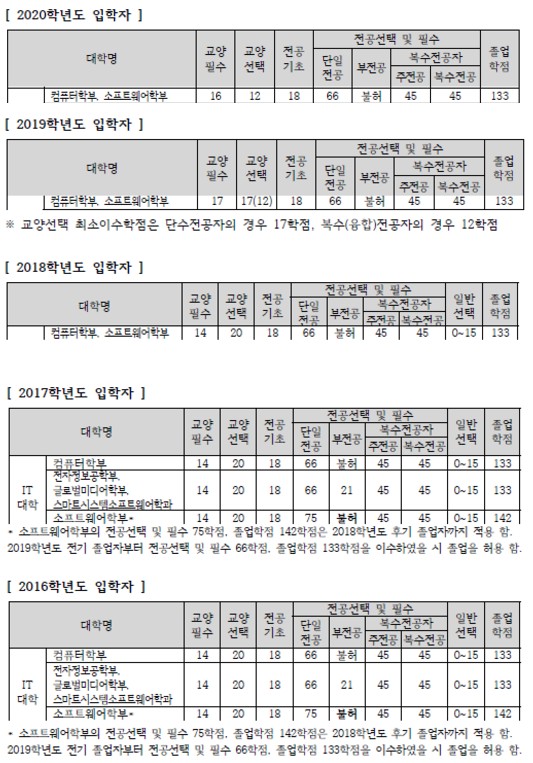 [ 2020학년도 입학자 ]
대학명 교양필수 교양선택 전공기초 전공선택 및 필수 졸업학점
단일전공 부전공 복수전공자
주전공 복수전공
컴퓨터학부, 소프트웨어학부 16 12 18 66 불허 45 45 133
[ 2019학년도 입학자 ]
대학명 교양필수 교양선택 전공기초 전공선택 및 필수 졸업학점
단일전공 부전공 복수전공자
주전공 복수전공
컴퓨터학부, 소프트웨어학부 17 17(12) 18 66 불허 45 45 133
※ 교양선택 최소이수학점은 단수전공자의 경우 17학점, 복수(융합)전공자의 경우 12학점
[ 2018학년도 입학자 ]
대학명 교양필수 교양선택 전공기초 전공선택 및 필수 일반선택 졸업학점
단일전공 부전공 복수전공자
주전공 복수전공
컴퓨터학부, 소프트웨어학부 14 20 18 66 불허 45 45 0~15 133
[ 2017학년도 입학자 ]
대학명 교양필수 교양선택 전공기초 전공선택 및 필수 일반선택 졸업학점
단일전공 부전공 복수전공자
주전공 복수전공
IT대학
컴퓨터학부 14 20 18 66 불허 45 45 0~15 133
전자정보공학부,
글로벌미디어학부, 14 20 18 66 21 45 45 0~15 133
스마트시스템소프트웨어학과
소프트웨어학부* 14 20 18 75 불허 45 45 0~15 142
* 소프트웨어학부의 전공선택 및 필수 75학점, 졸업학점 142학점은 2018학년도 후기 졸업자까지 적용 함.
2019학년도 전기 졸업자부터 전공선택 및 필수 66학점, 졸업학점 133학점을 이수하였을 시 졸업을 허용 함.
[ 2016학년도 입학자 ]
대학명 교양필수 교양선택 전공기초 전공선택 및 필수 일반선택 졸업학점
단일전공 부전공 복수전공자
주전공 복수전공
IT대학
컴퓨터학부 14 20 18 66 불허 45 45 0~15 133
전자정보공학부,
글로벌미디어학부, 14 20 18 66 21 45 45 0~15 133
스마트시스템소프트웨어학과
소프트웨어학부* 14 20 18 75 불허 45 45 0~15 142
* 소프트웨어학부의 전공선택 및 필수 75학점, 졸업학점 142학점은 2018학년도 후기 졸업자까지 적용 함.
2019학년도 전기 졸업자부터 전공선택 및 필수 66학점, 졸업학점 133학점을 이수하였을 시 졸업을 허용 함.